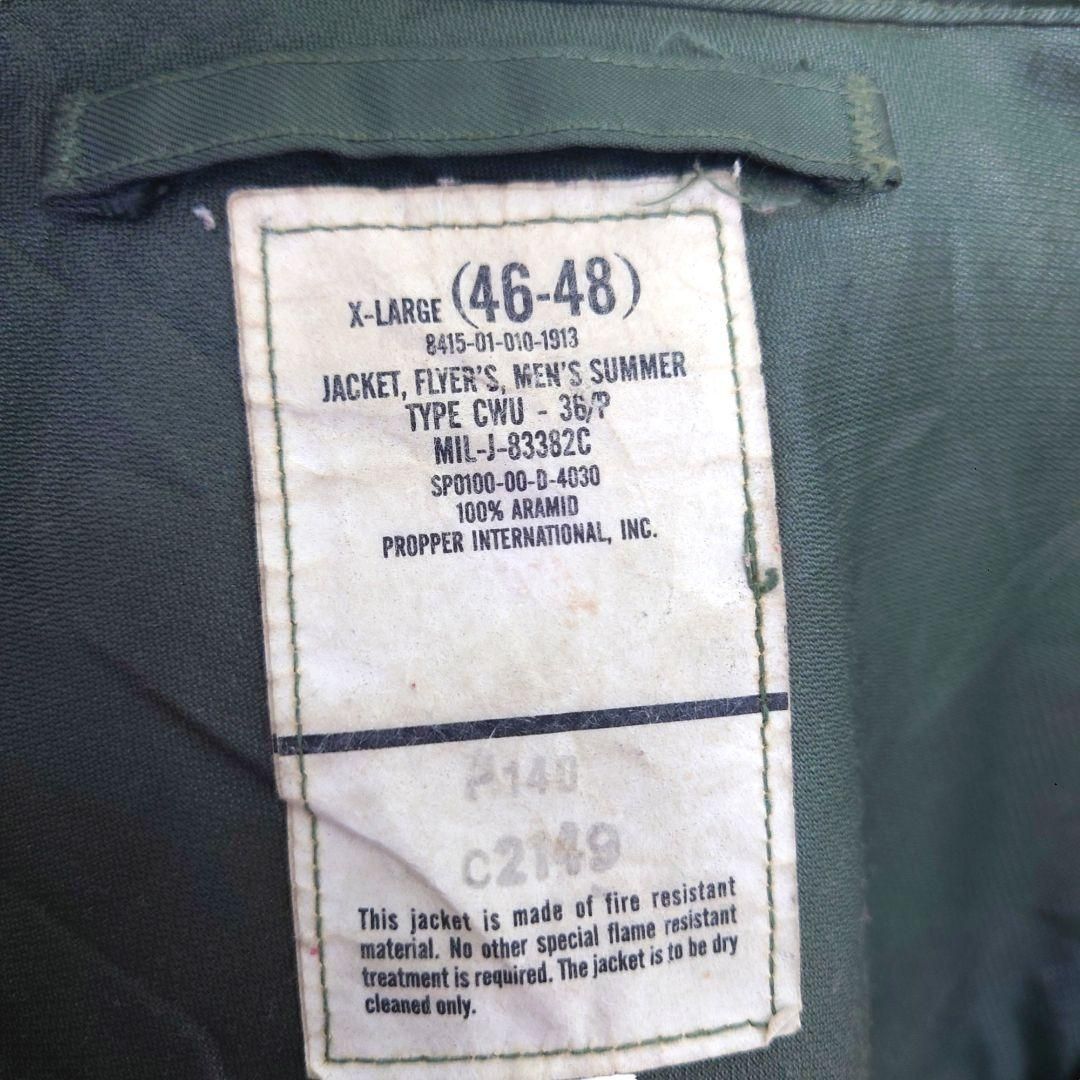 X-LARGE (46-48)
8415-01-010-1913
JACKET, FLYER'S, MEN'S SUMMER
TYPE CWU - 36/P
MIL-J-83382C
SP0100-00-D-4030
100% ARAMID
PROPPER INTERNATIONAL, INC.
C2149
This jacket is made of fire resistant
material. No other special flame resistant
treatment is required. The jacket is to be dry
cleaned only.